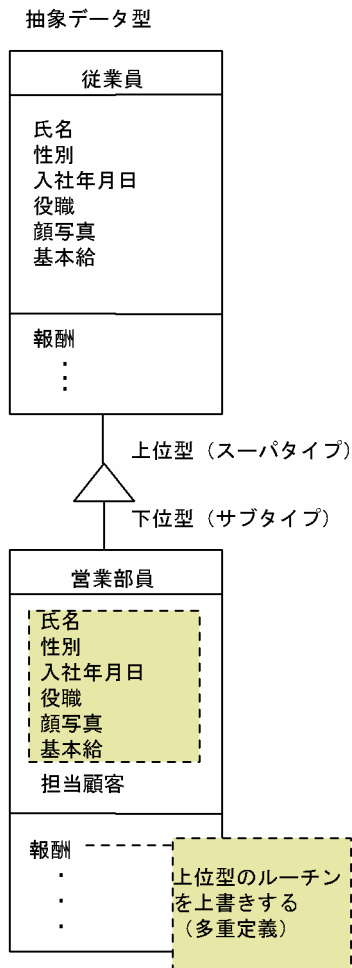 抽象データ型
従業員
氏名
性別
入社年月日
役職
顔写真
基本給
報酬
:
上位型（スーパタイプ）
下位型（サブタイプ）
営業部員
氏名
性別
入社年月日
役職
顔写真
基本給
担当顧客
報酬
上位型のルーチン
を上書きする
（多重定義）